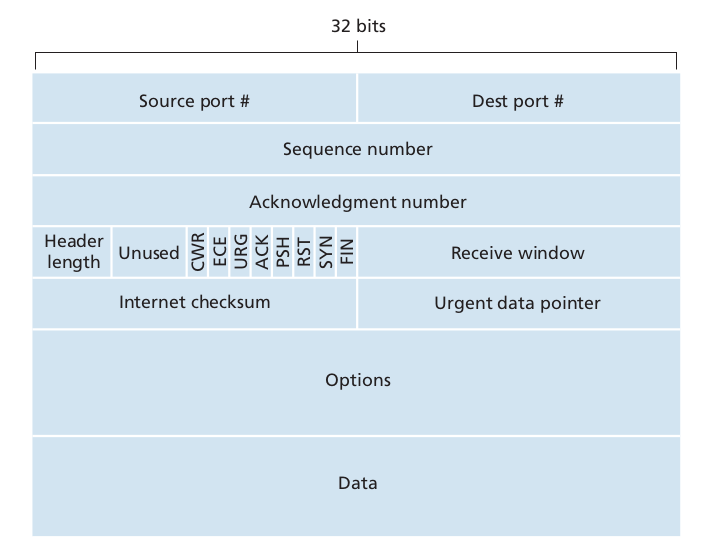 32 bits
Source port #
Dest port #
Sequence number
Acknowledgment number
Header
length
Unused
CWR
ECE
URG
ACK
PSH
RST
SYN
FIN
Receive window
Internet checksum
Urgent data pointer
Options
Data